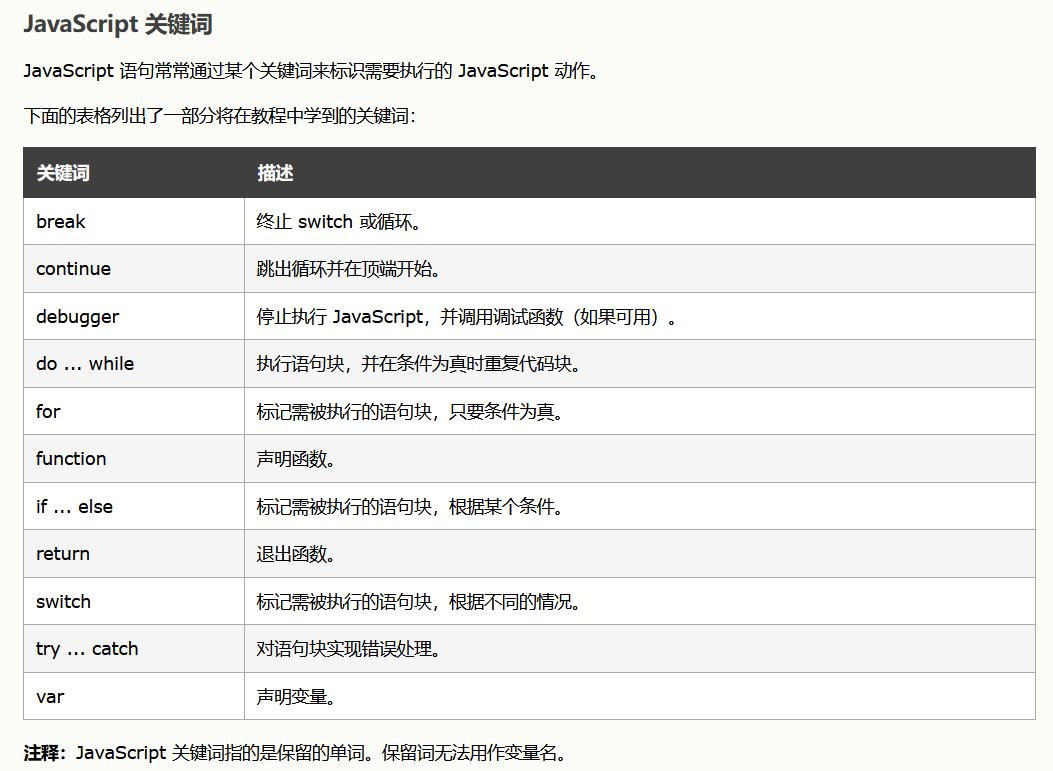 JavaScript 关键词
JavaScript 语句常常通过某个关键词来标识需要执行的 JavaScript 动作。
下面的表格列出了一部分将在教程中学到的关键词：
关键词 描述
break 终止 switch 或循环。
continue 跳出循环并在顶端开始。
debugger 停止执行 JavaScript，并调用调试函数（如果可用）。
do ... while 执行语句块，并在条件为真时重复代码块。
for 标记需被执行的语句块，只要条件为真。
function 声明函数。
if ... else 标记需被执行的语句块，根据某个条件。
return 退出函数。
switch 标记需被执行的语句块，根据不同的情况。
try ... catch 对语句块实现错误处理。
var 声明变量。
注释：JavaScript 关键词指的是保留的单词。保留词无法用作变量名。